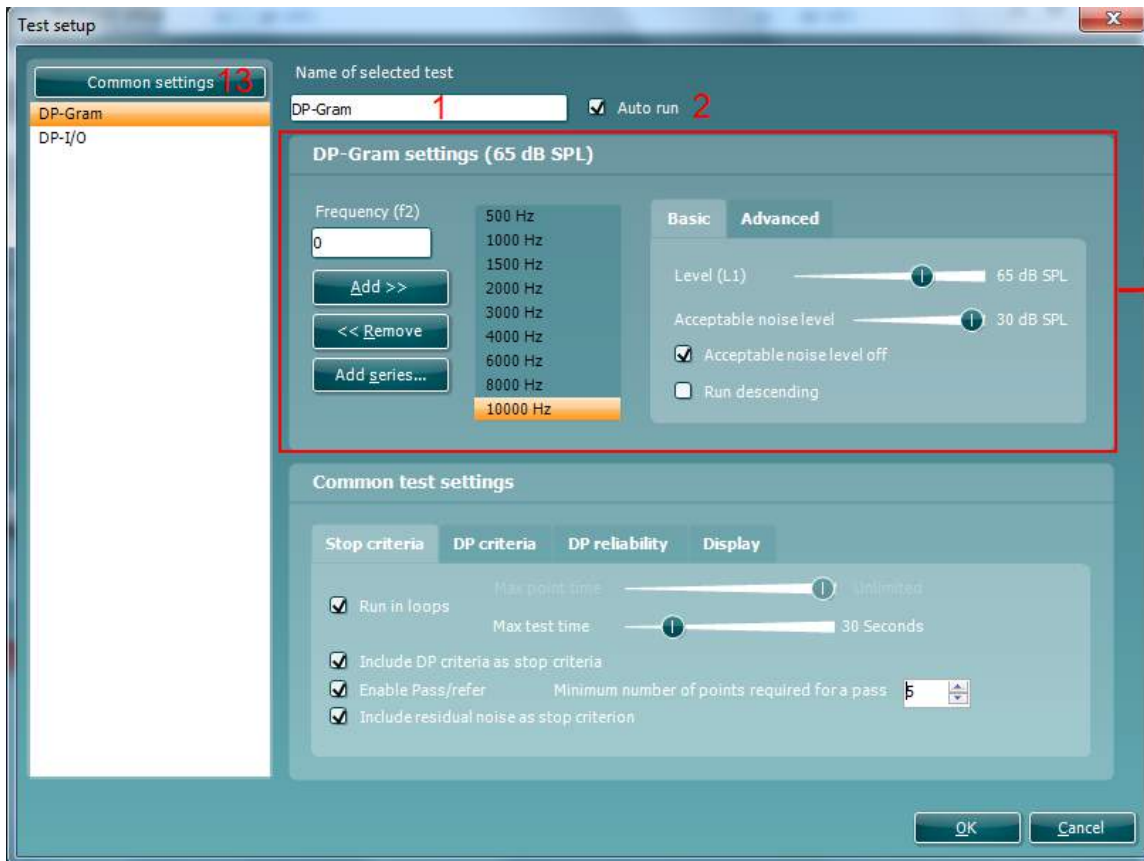 Test setup
Common settings 13
DP-Gram
DP-I/O
Name of selected test
DP-Gram 1
Auto run 2
DP-Gram settings (65 dB SPL)
Frequency (f2)
0
Add >>
<< Remove
Add series...
500 Hz
1000 Hz
1500 Hz
2000 Hz
3000 Hz
4000 Hz
6000 Hz
8000 Hz
10000 Hz
Basic Advanced
Level (L1) 65 dB SPL
Acceptable noise level 30 dB SPL
Acceptable noise level off
Run descending
Common test settings
Stop criteria DP criteria DP reliability Display
Max point time Unlimited
Run in loops
Max test time 30 Seconds
Include DP criteria as stop criteria
Enable Pass/refer Minimum number of points required for a pass 5
Include residual noise as stop criterion
OK Cancel